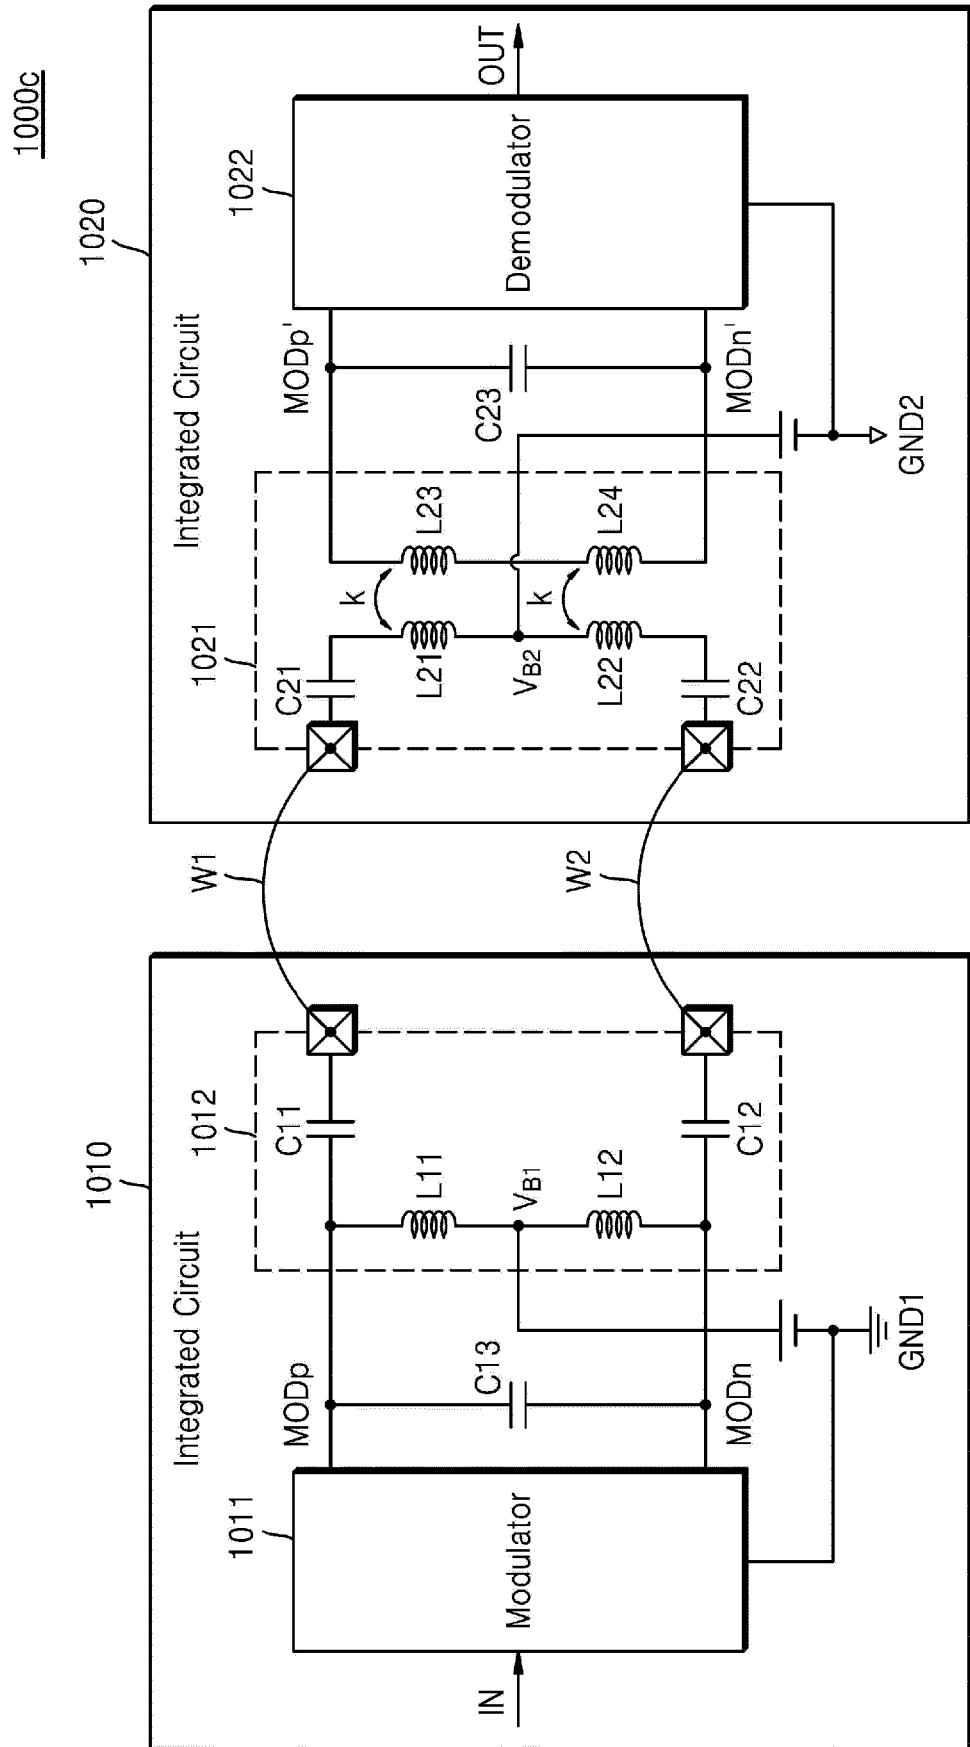 1000c
1010
Integrated Circuit
1020
Integrated Circuit
IN
1011
Modulator
MODp
C13
MODn
GND1
1012
C11
L11
VB1
L12
C12
W1
W2
1021
C21
L21
VB2
L22
C22
k
k
L23
L24
MODp'
C23
MODn'
GND2
1022
Demodulator
OUT